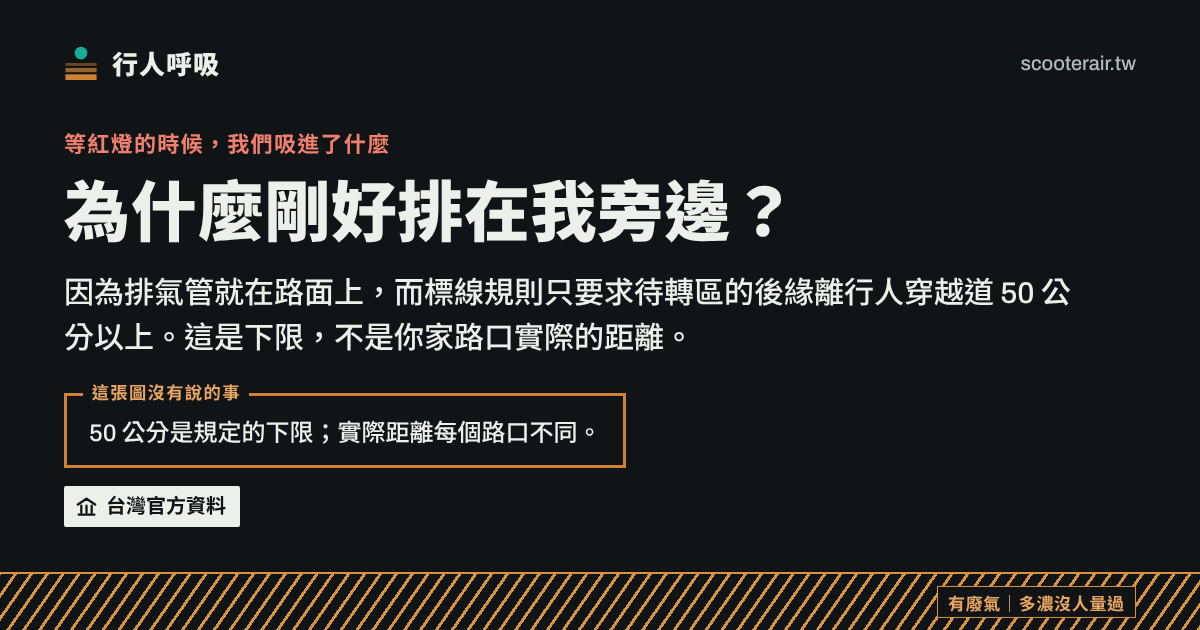 行人呼吸
scooterair.tw
等紅燈的時候，我們吸進了什麼
為什麼剛好排在我旁邊？
因為排氣管就在路面上，而標線規則只要求待轉區的後緣離行人穿越道 50 公
分以上。這是下限，不是你家路口實際的距離。
這張圖沒有說的事
50 公分是規定的下限；實際距離每個路口不同。
台灣官方資料
有廢氣｜多濃沒人量過